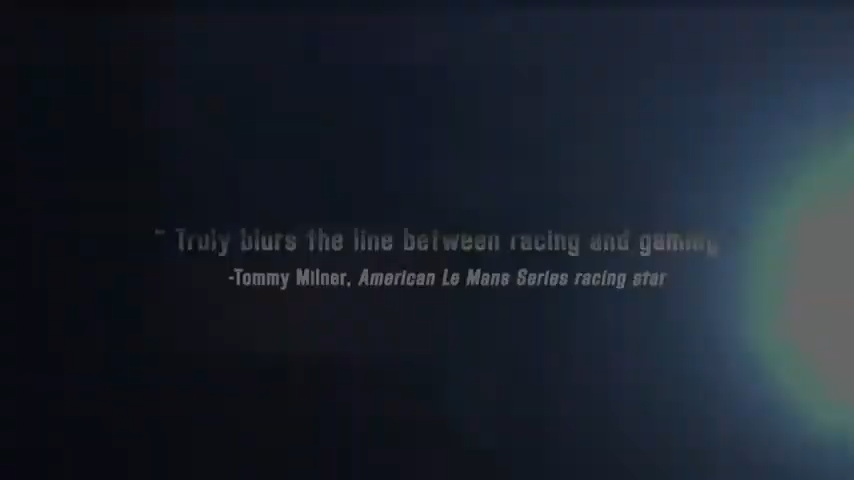 " Truly blurs the line between racing and gaming
-Tommy Milner, American Le Mans Series racing star